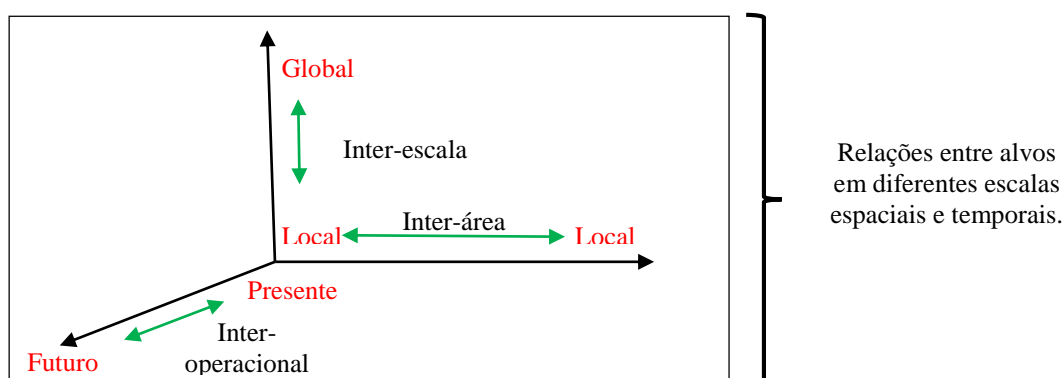 Global
Inter-escala
Inter-área
Local
Local
Presente
Inter-
operacional
Futuro
Relações entre alvos
em diferentes escalas
espaciais e temporais.